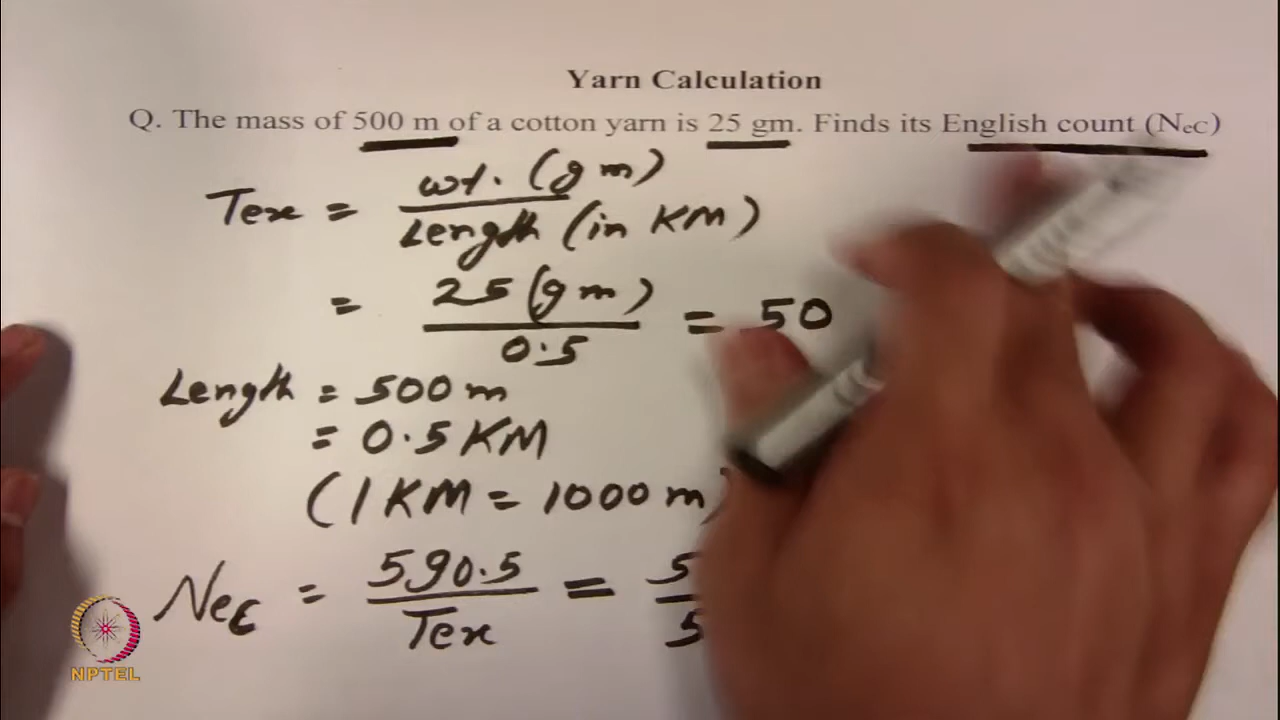 Yarn Calculation
Q. The mass of 500 m of a cotton yarn is 25 gm. Finds its English count (NeC)
Tex = wt. (gm)
Length (in KM)
= 25 (gm) = 50
0.5
Length = 500 m
= 0.5 KM
(1 KM = 1000 m)
NeC = 590.5 = 5
Tex 5
NPTEL